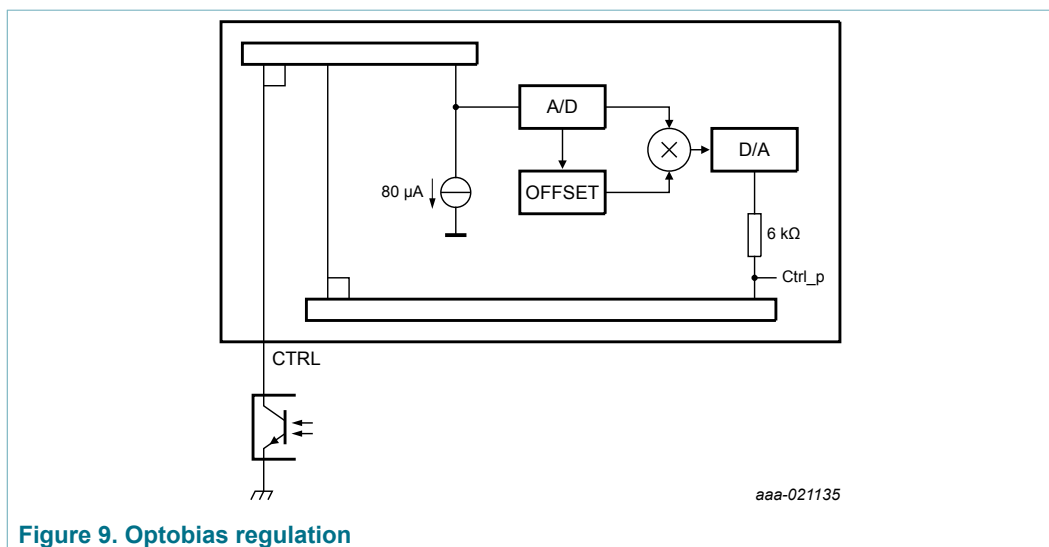 A/D
D/A
80 µA
OFFSET
6 kΩ
Ctrl_p
CTRL
aaa-021135
Figure 9. Optobias regulation